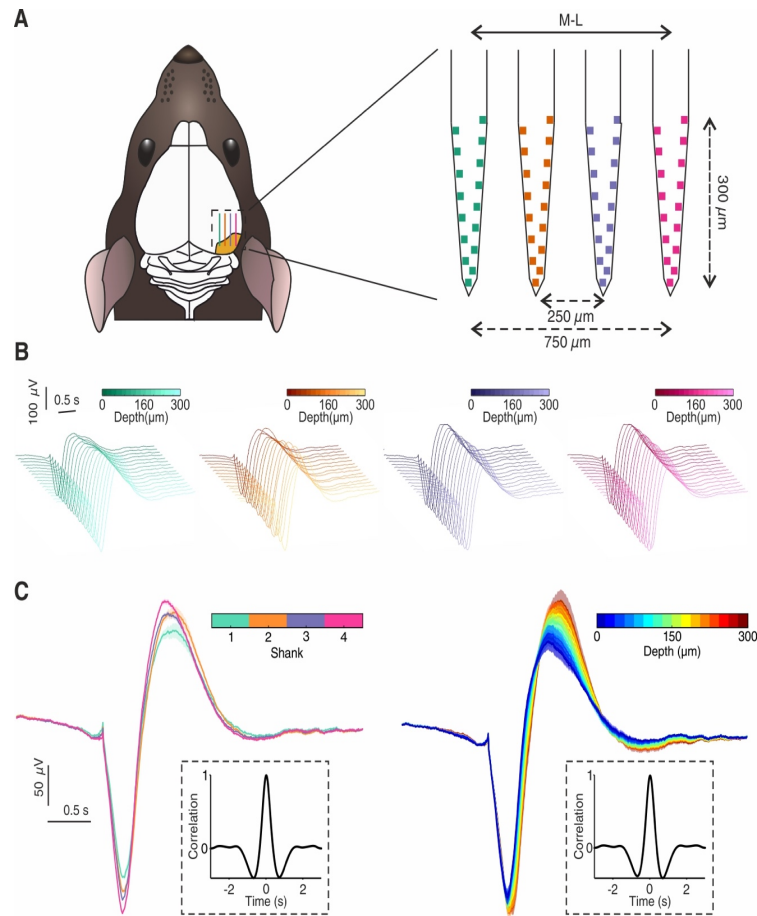 A
M-L
300 µm
250 µm
750 µm
B
100 µV
0.5 s
0 160 300
Depth(µm)
0 160 300
Depth(µm)
0 160 300
Depth(µm)
0 160 300
Depth(µm)
C
1 2 3 4
Shank
0 150 300
Depth (µm)
50 µV
0.5 s
1
0
Correlation
-2 0 2
Time (s)
1
0
Correlation
-2 0 2
Time (s)